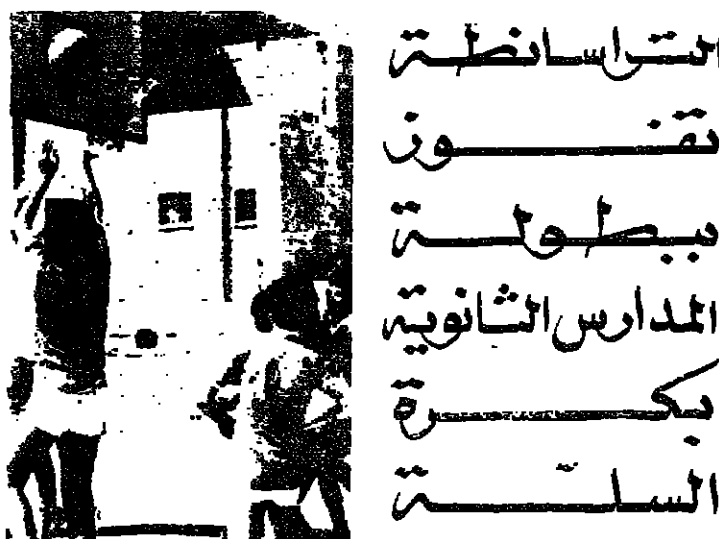 التراسانطة
تفوز
ببطولة
المدارس الثانوية
بكرة
السلة